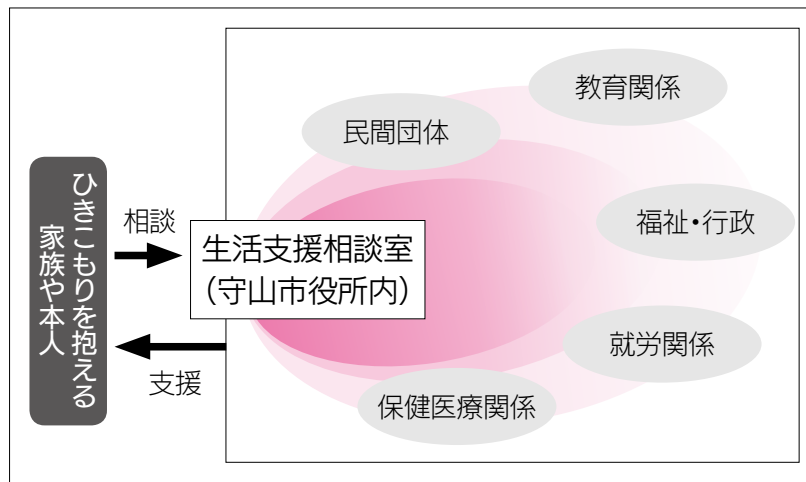 ひきこもりを抱える
家族や本人
相談
支援
生活支援相談室
（守山市役所内）
民間団体
教育関係
福祉・行政
就労関係
保健医療関係